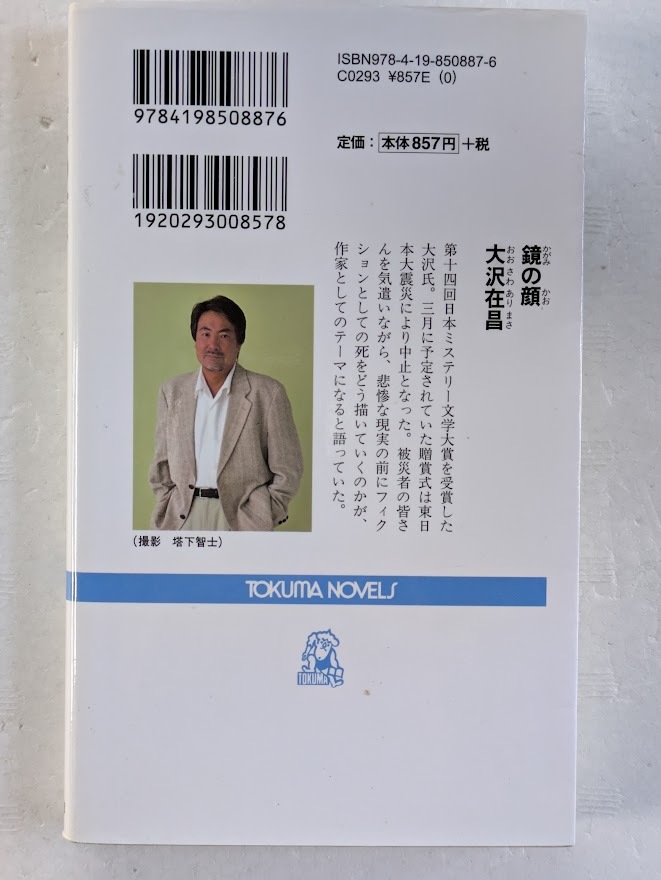 ISBN978-4-19-850887-6
C0293 ¥857E (0)
9784198508876
定価：本体857円+税
1920293008578
かがみ かお
鏡の顔
おおさわありまさ
大沢在昌
第十四回日本ミステリー文学大賞を受賞した
大沢氏。三月に予定されていた贈賞式は東日
本大震災により中止となった。被災者の皆さ
んを気遣いながら、悲惨な現実の前にフィク
ションとしての死をどう描いていくのかが、
作家としてのテーマになると語っていた。
（撮影　塔下智士）
TOKUMA NOVELS
TOKUMA